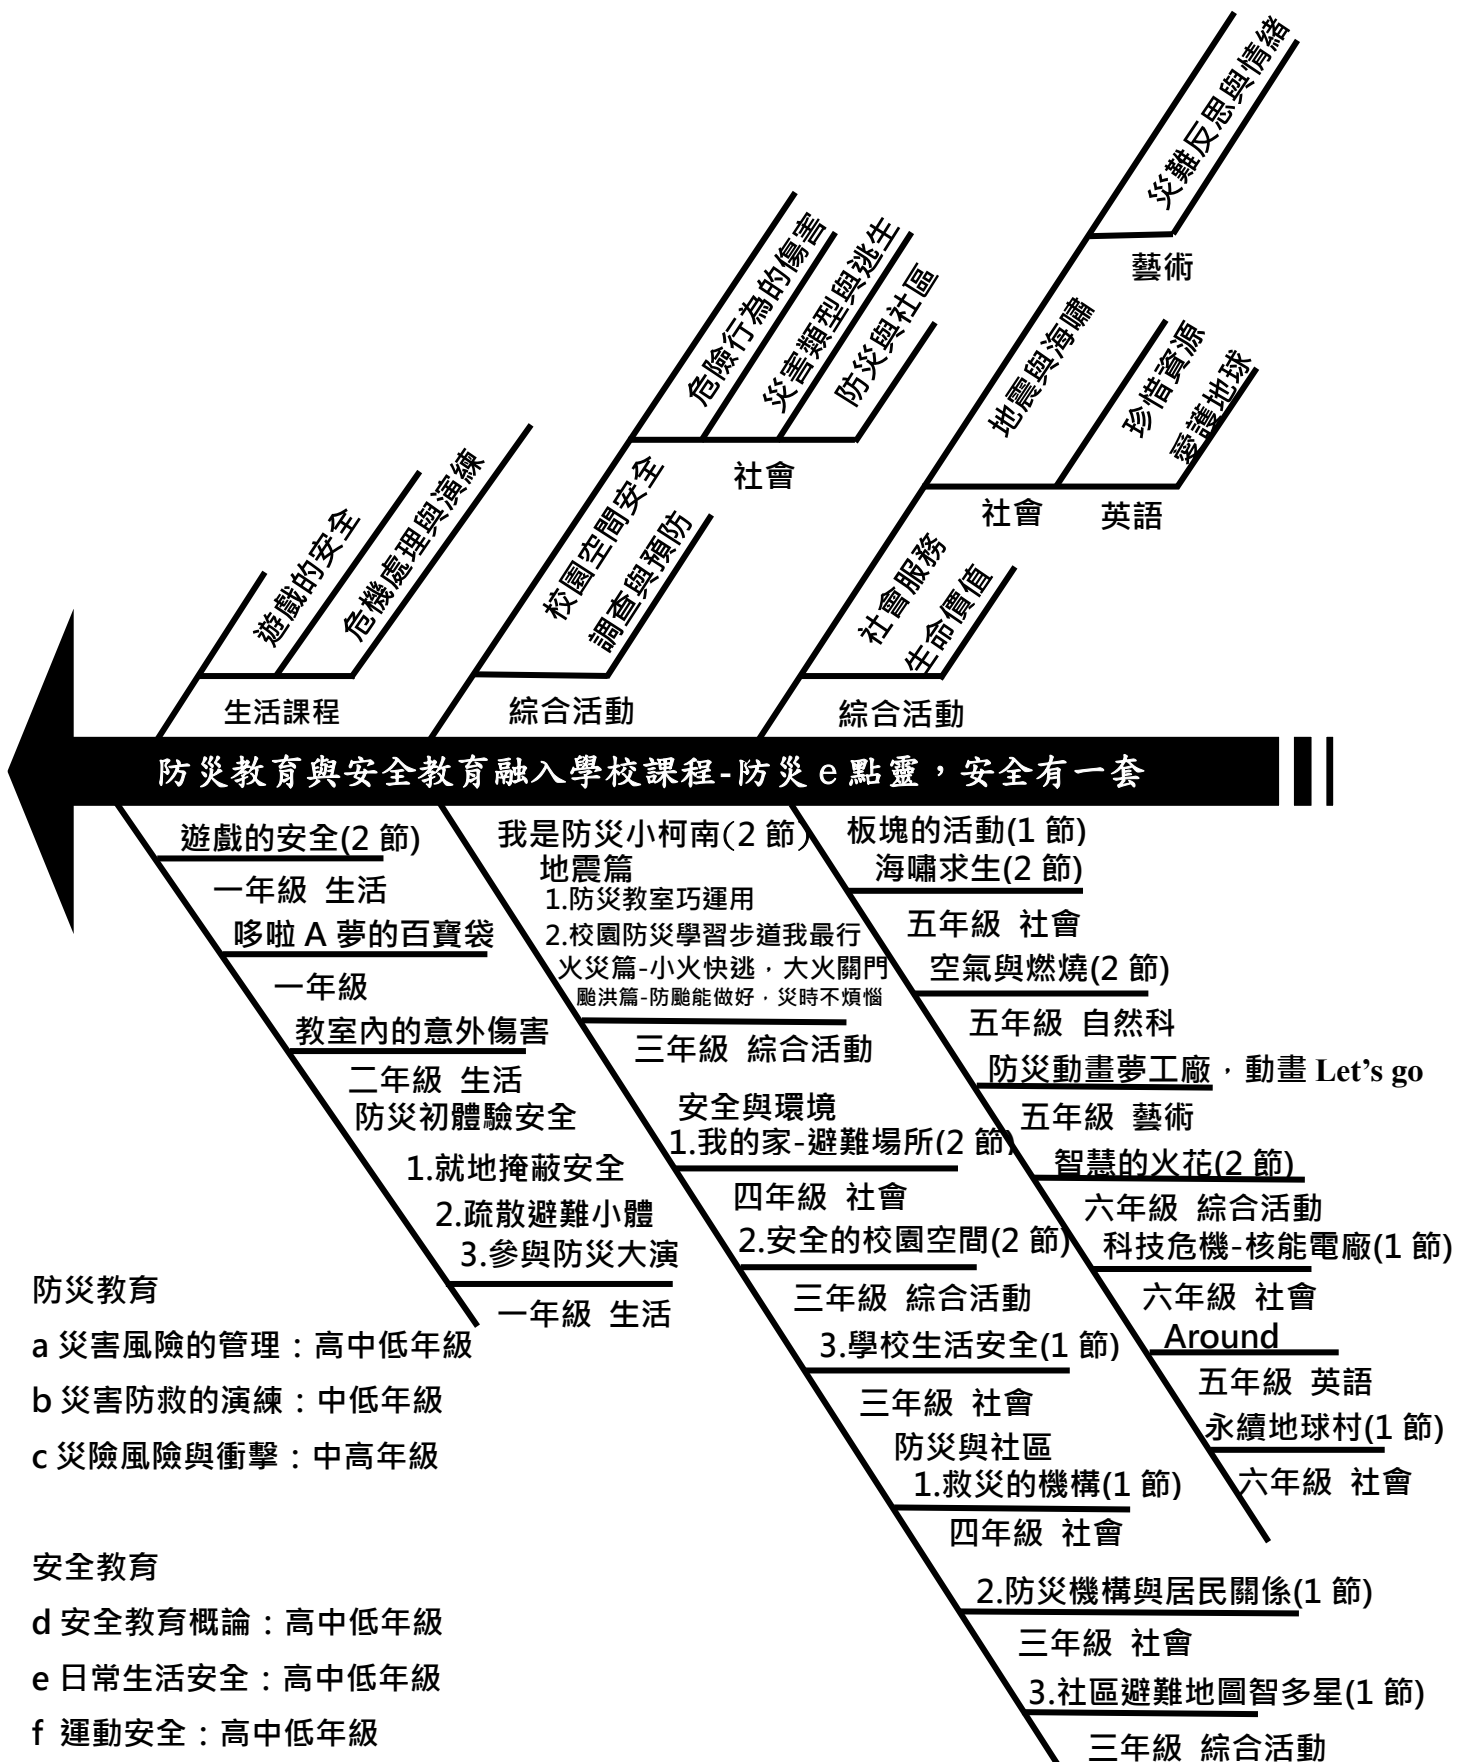 災難反思與情緒
藝術
危險行為的傷害
災害類型與逃生
防災與社區
社會
地震與海嘯
珍惜資源
愛護地球
社會
英語
遊戲的安全
危機處理與演練
生活課程
校園空間安全
調查與預防
綜合活動
社會服務
生命價值
綜合活動
防災教育與安全教育融入學校課程-防災e點靈，安全有一套
遊戲的安全(2 節)
一年級 生活
哆啦 A 夢的百寶袋
一年級
教室內的意外傷害
二年級 生活
防災初體驗安全
1.就地掩蔽安全
2.疏散避難小體
3.參與防災大演
一年級 生活
我是防災小柯南(2 節)
地震篇
1.防災教室巧運用
2.校園防災學習步道我最行
火災篇-小火快逃，大火關門
颱洪篇-防颱能做好，災時不煩惱
三年級 綜合活動
安全與環境
1.我的家-避難場所(2 節)
四年級 社會
2.安全的校園空間(2 節)
三年級 綜合活動
3.學校生活安全(1 節)
三年級 社會
防災與社區
1.救災的機構(1 節)
四年級 社會
2.防災機構與居民關係(1 節)
三年級 社會
3.社區避難地圖智多星(1 節)
三年級 綜合活動
板塊的活動(1 節)
海嘯求生(2 節)
五年級 社會
空氣與燃燒(2 節)
五年級 自然科
防災動畫夢工廠，動畫 Let's go
五年級 藝術
智慧的火花(2 節)
六年級 綜合活動
科技危機-核能電廠(1 節)
六年級 社會
Around
五年級 英語
永續地球村(1 節)
六年級 社會
防災教育
a 災害風險的管理：高中低年級
b 災害防救的演練：中低年級
c 災險風險與衝擊：中高年級
安全教育
d 安全教育概論：高中低年級
e 日常生活安全：高中低年級
f 運動安全：高中低年級